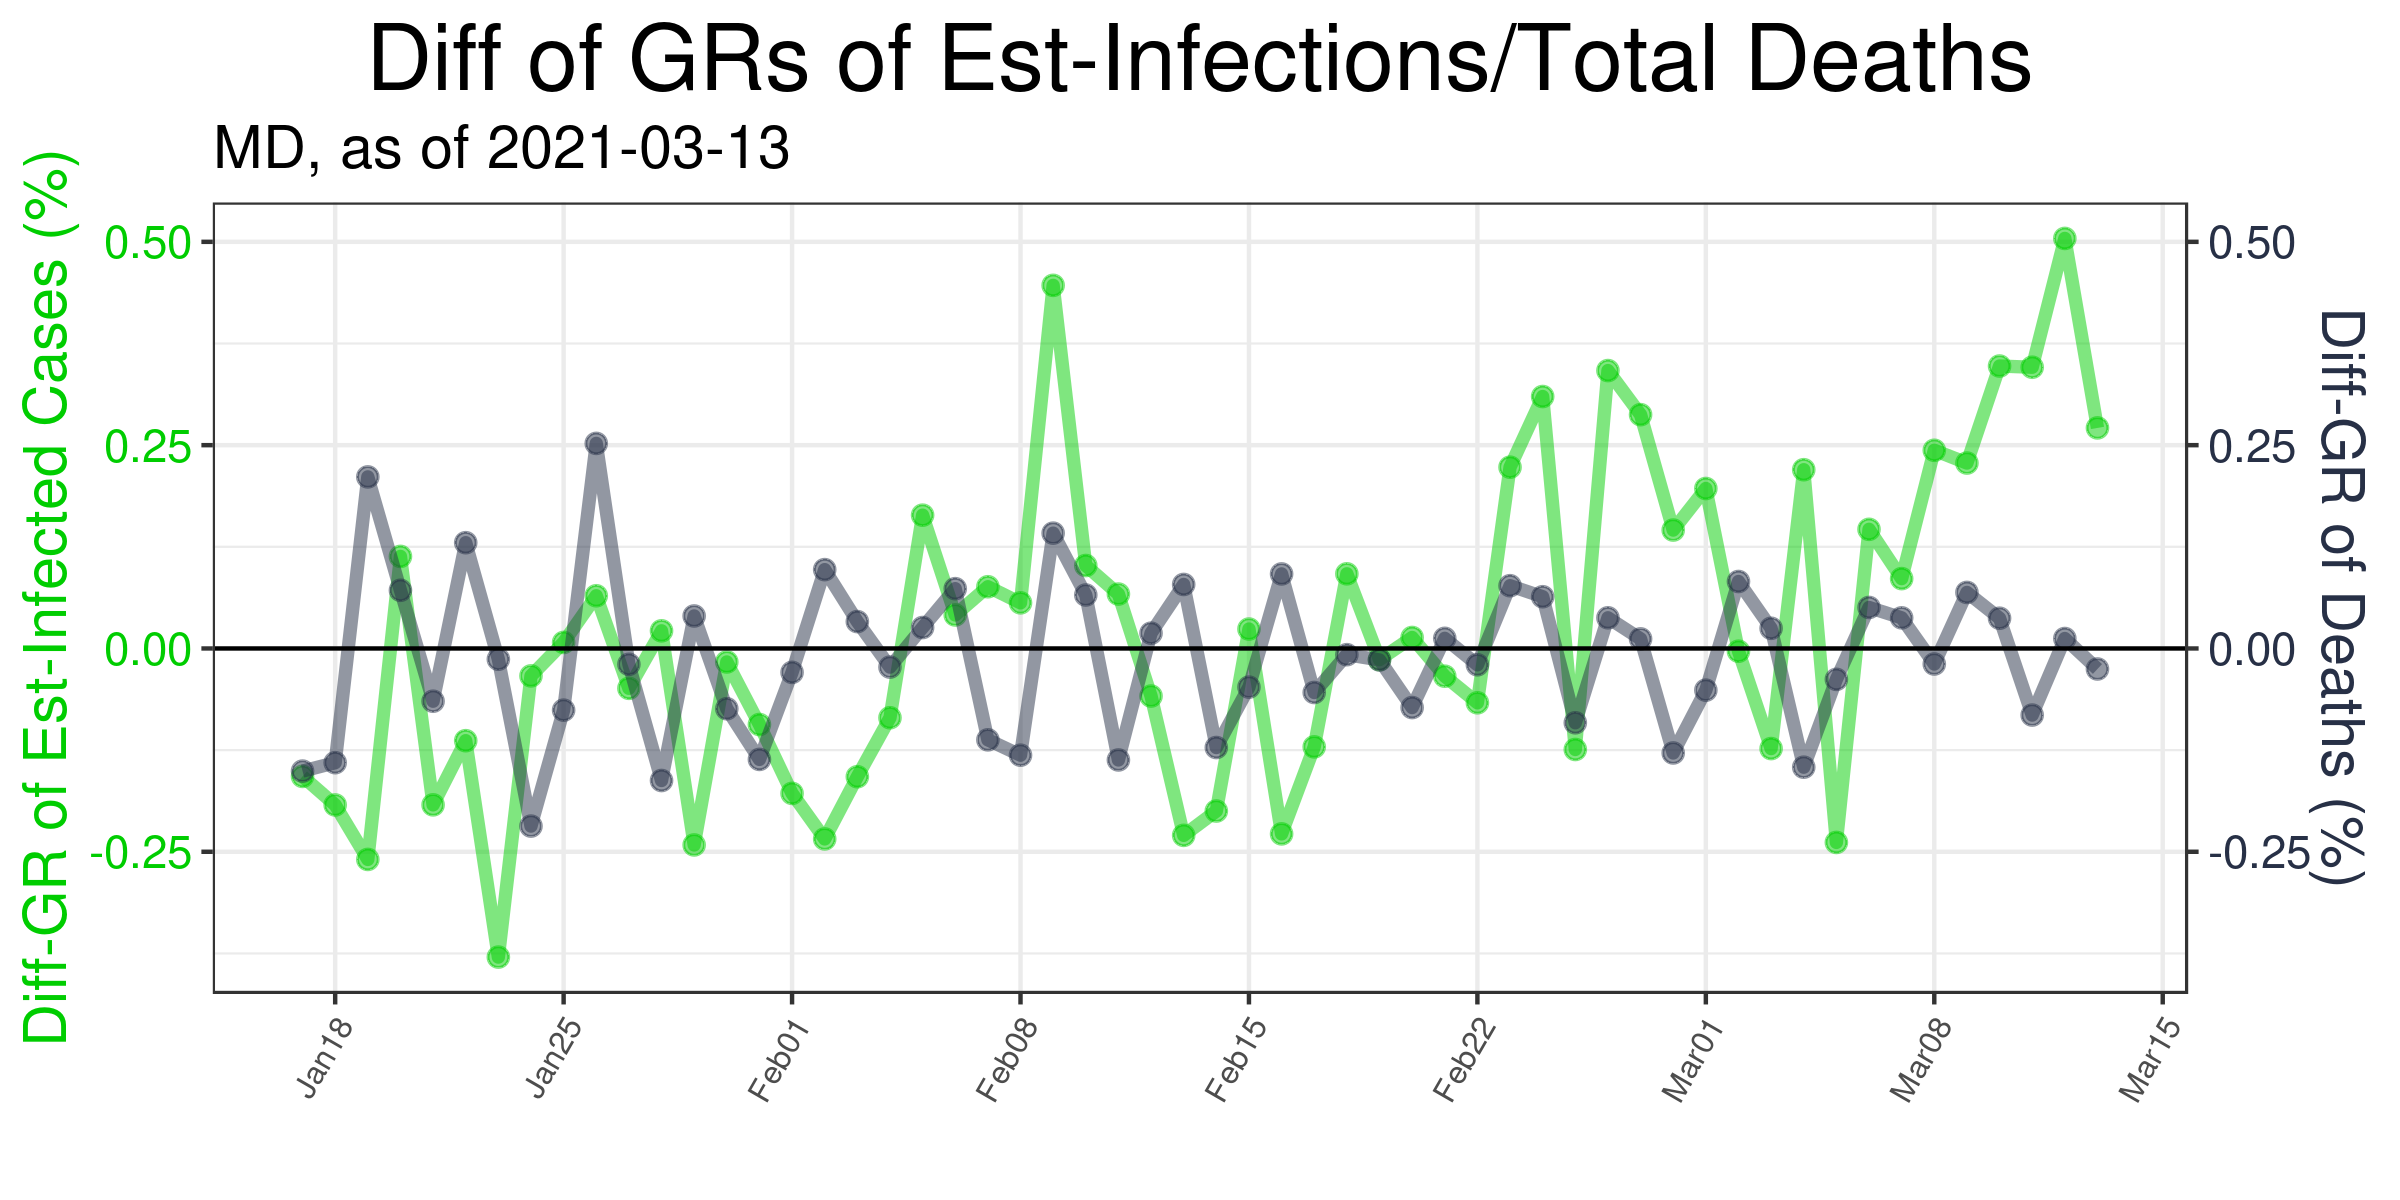 Diff of GRs of Est-Infections/Total Deaths
MD, as of 2021-03-13
Diff-GR of Est-Infected Cases (%)
0.50
0.25
0.00
-0.25
0.50
0.25
0.00
-0.25
Diff-GR of Deaths (%)
Jan18
Jan25
Feb01
Feb08
Feb15
Feb22
Mar01
Mar08
Mar15